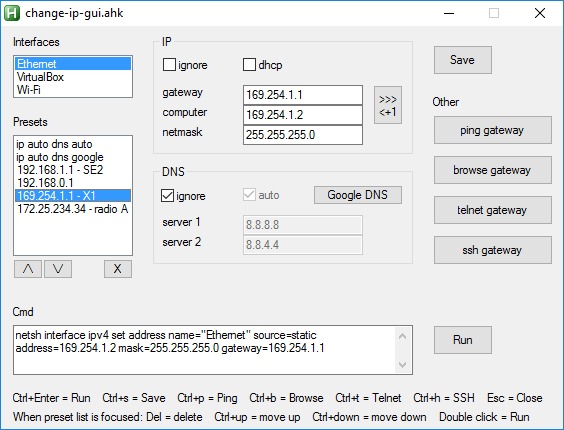 change-ip-gui.ahk
Interfaces
Ethernet
VirtualBox
Wi-Fi
Presets
ip auto dns auto
ip auto dns google
192.168.1.1 - SE2
192.168.0.1
169.254.1.1 - X1
172.25.234.34 - radio A
X
IP
ignore dhcp
gateway 169.254.1.1
computer 169.254.1.2
netmask 255.255.255.0
>>>
<+1
DNS
ignore auto Google DNS
server 1 8.8.8.8
server 2 8.8.4.4
Save
Other
ping gateway
browse gateway
telnet gateway
ssh gateway
Cmd
netsh interface ipv4 set address name="Ethernet" source=static
address=169.254.1.2 mask=255.255.255.0 gateway=169.254.1.1
Run
Ctrl+Enter = Run Ctrl+s = Save Ctrl+p = Ping Ctrl+b = Browse Ctrl+t = Telnet Ctrl+h = SSH Esc = Close
When preset list is focused: Del = delete Ctrl+up = move up Ctrl+down = move down Double click = Run